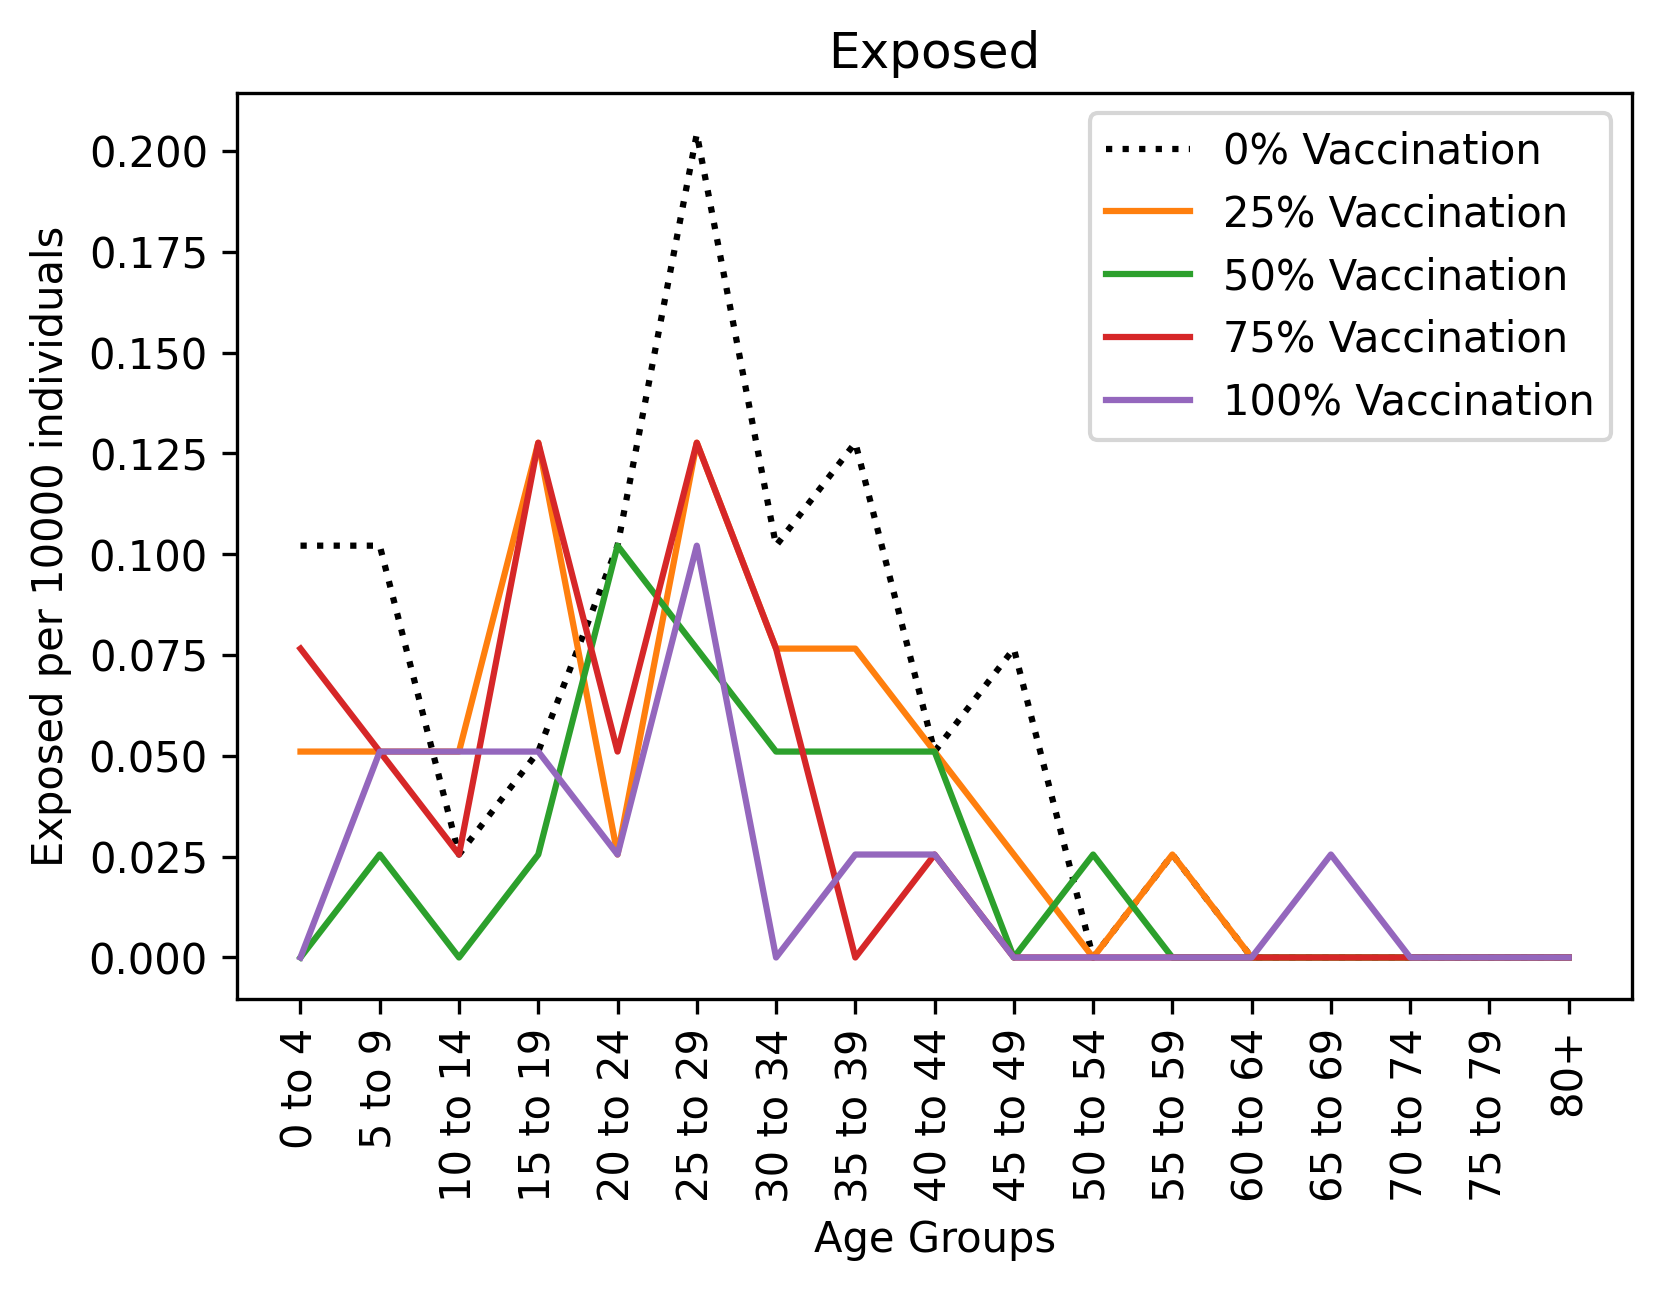 Exposed
0.200
0.175
0.150
0.125
0.100
0.075
0.050
0.025
0.000
Exposed per 10000 individuals
0% Vaccination
25% Vaccination
50% Vaccination
75% Vaccination
100% Vaccination
0 to 4
5 to 9
10 to 14
15 to 19
20 to 24
25 to 29
30 to 34
35 to 39
40 to 44
45 to 49
50 to 54
55 to 59
60 to 64
65 to 69
70 to 74
75 to 79
80+
Age Groups